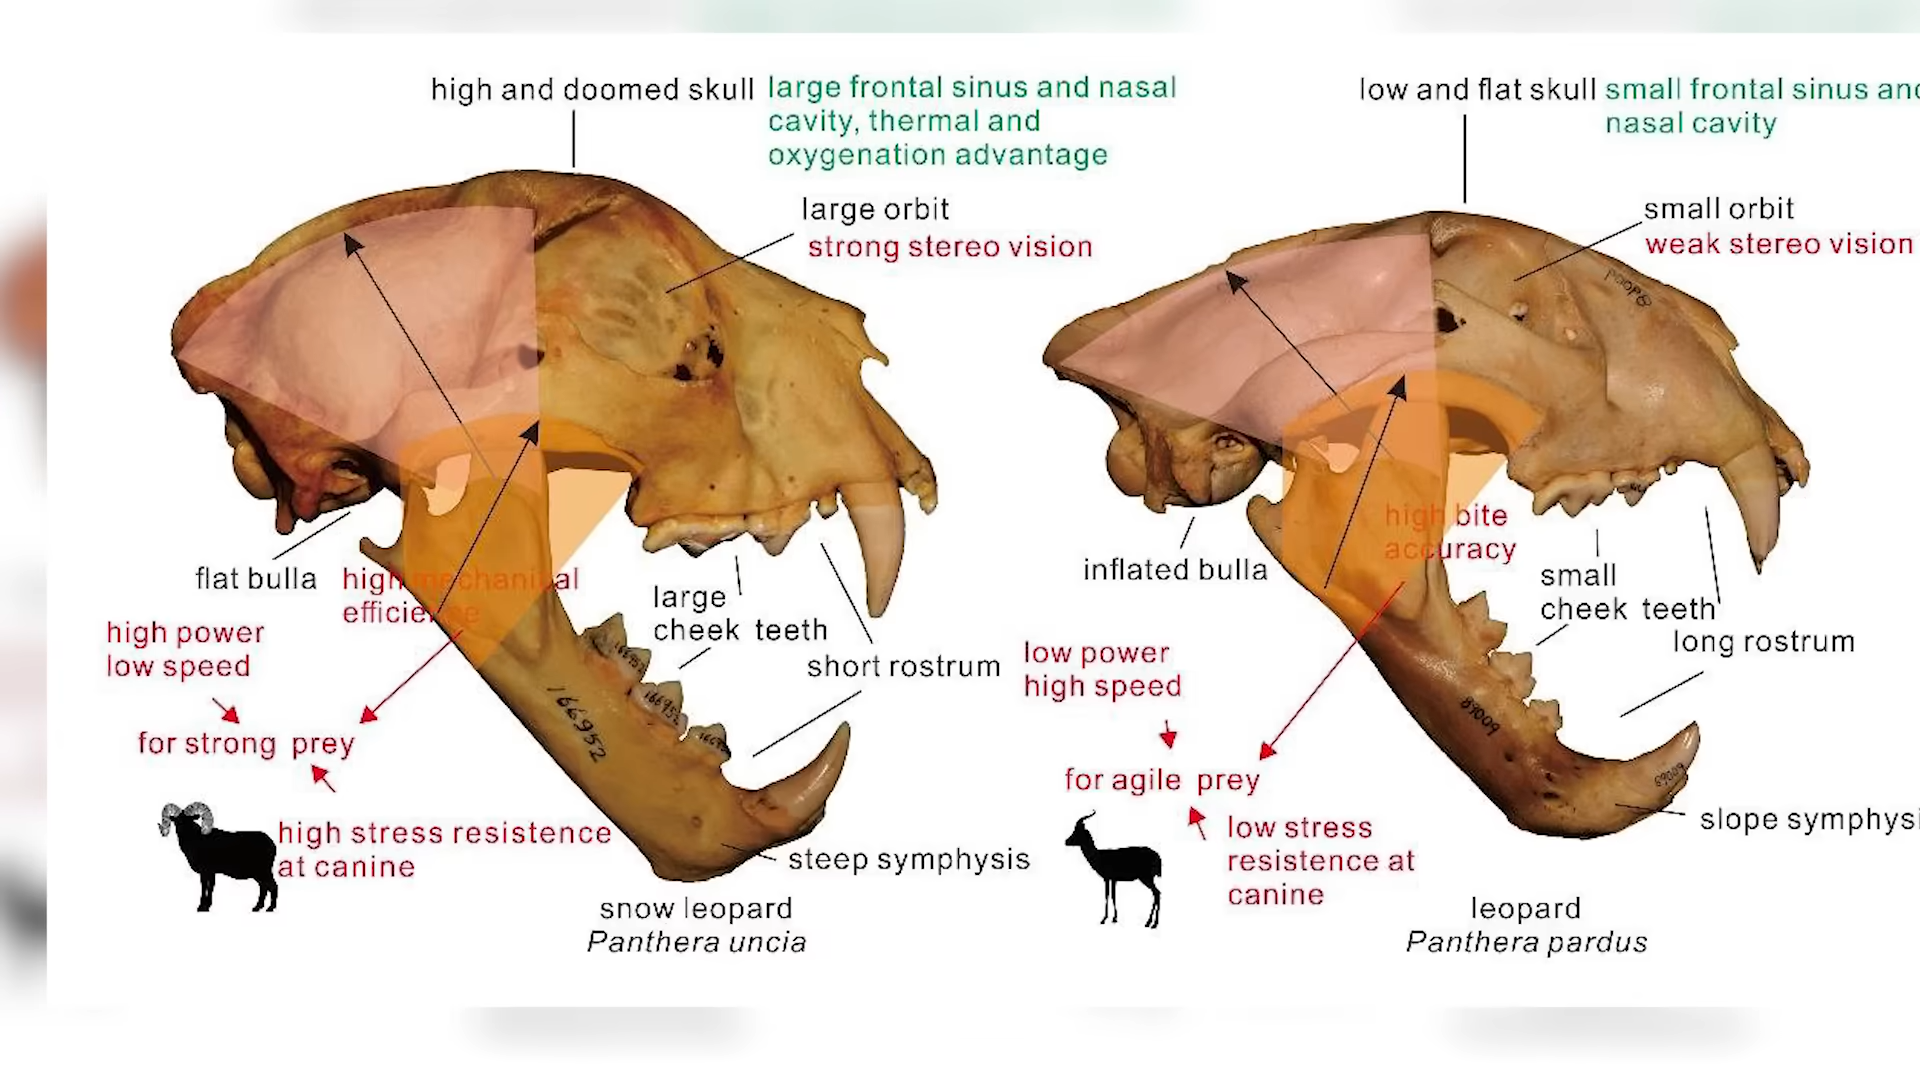 high and doomed skull
large frontal sinus and nasal
cavity, thermal and
oxygenation advantage
large orbit
strong stereo vision
flat bulla
high mechanical
efficience
high power
low speed
for strong prey
high stress resistence
at canine
large
cheek teeth
short rostrum
steep symphysis
166952
166952
166952
snow leopard
Panthera uncia
low and flat skull
small frontal sinus and
nasal cavity
small orbit
weak stereo vision
inflated bulla
high bite
accuracy
low power
high speed
for agile prey
low stress
resistence at
canine
small
cheek teeth
long rostrum
89009
slope symphysi
leopard
Panthera pardus